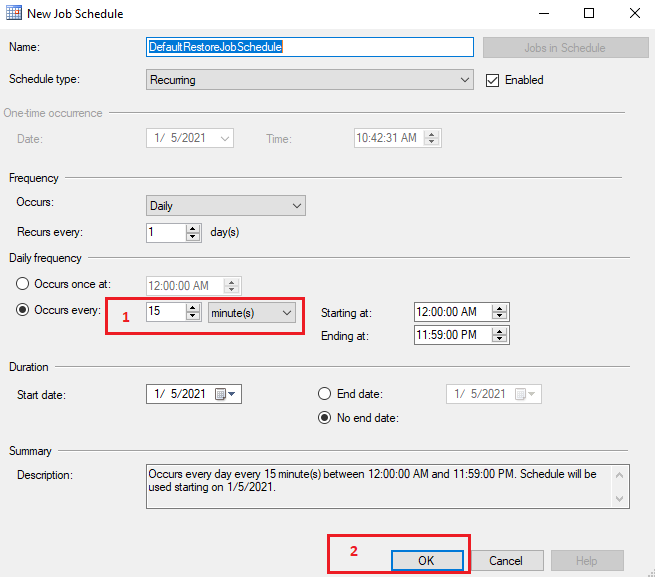 New Job Schedule
Name: DefaultRestoreJobSchedule Jobs in Schedule
Schedule type: Recurring Enabled
One-time occurrence
Date: 1/ 5/2021 Time: 10:42:31 AM
Frequency
Occurs: Daily
Recurs every: 1 day(s)
Daily frequency
Occurs once at: 12:00:00 AM
Occurs every: 1 15 minute(s) Starting at: 12:00:00 AM
Ending at: 11:59:00 PM
Duration
Start date: 1/ 5/2021 End date: 1/ 5/2021
No end date:
Summary
Description: Occurs every day every 15 minute(s) between 12:00:00 AM and 11:59:00 PM. Schedule will be
used starting on 1/5/2021.
2 OK Cancel Help